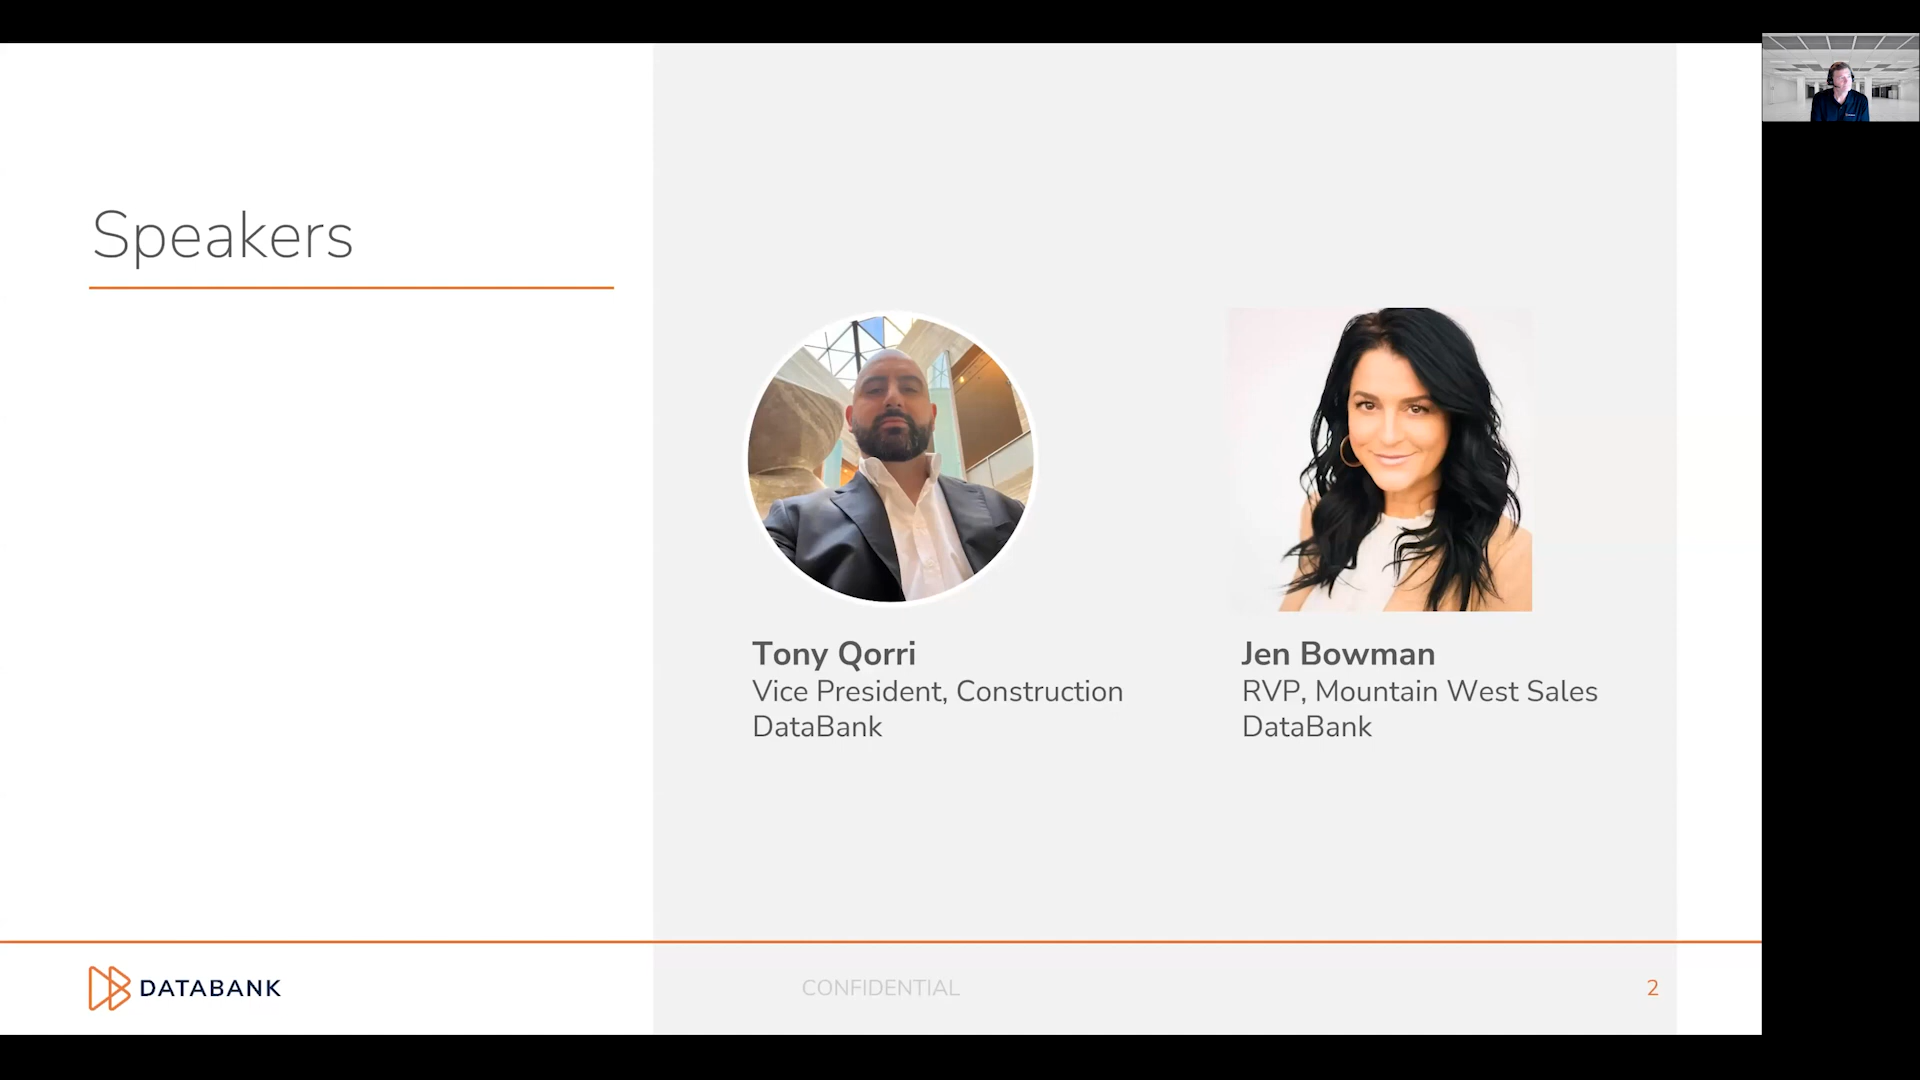 Speakers
Tony Qorri
Vice President, Construction
DataBank
Jen Bowman
RVP, Mountain West Sales
DataBank
DATABANK
CONFIDENTIAL
2